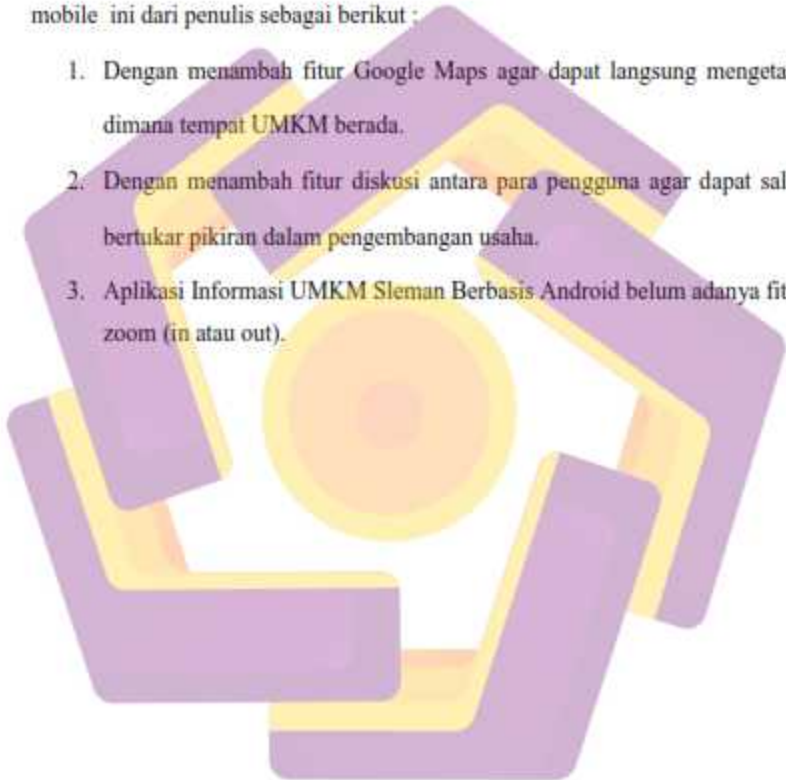 mobile ini dari penulis sebagai berikut :
1. Dengan menambah fitur Google Maps agar dapat langsung mengeta
dimana tempat UMKM berada.
2. Dengan menambah fitur diskusi antara para pengguna agar dapat sal
bertukar pikiran dalam pengembangan usaha.
3. Aplikasi Informasi UMKM Sleman Berbasis Android belum adanya fit
zoom (in atau out).